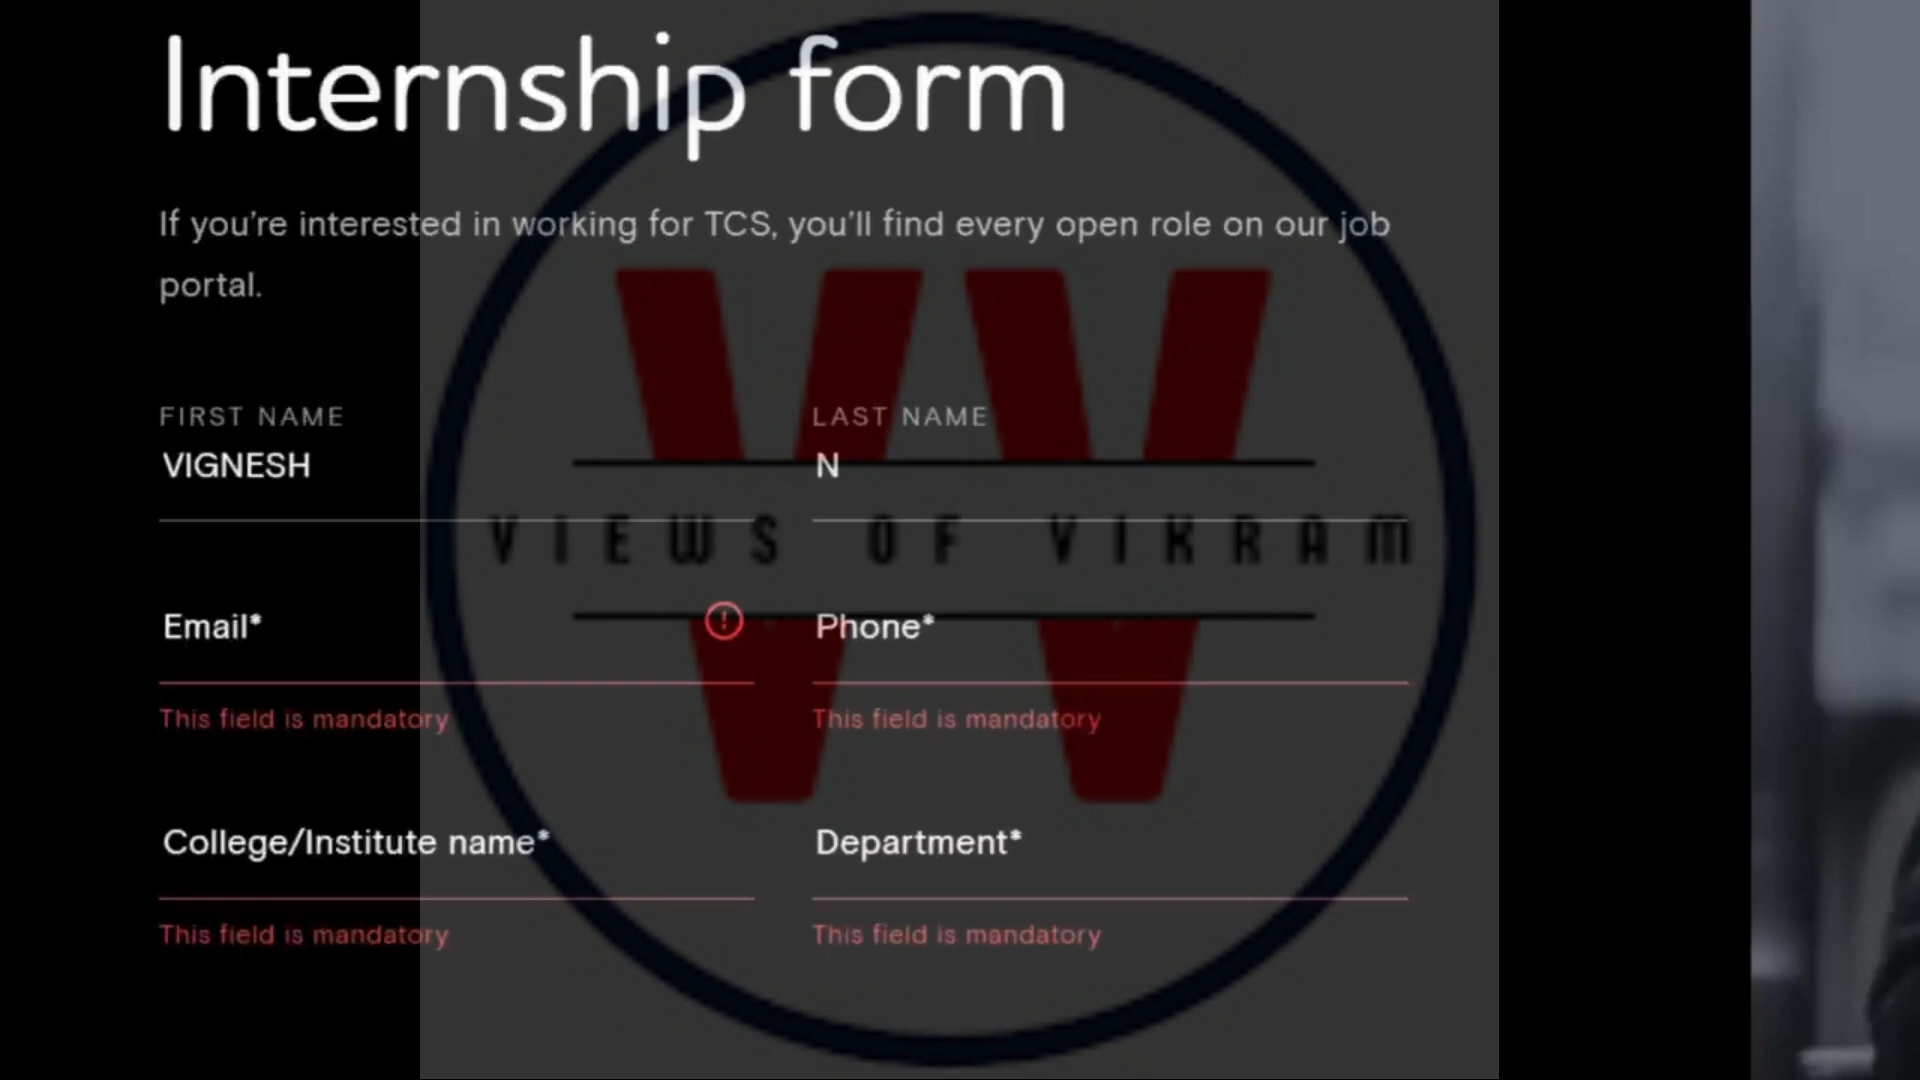 Internship form
If you're interested in working for TCS, you'll find every open role on our job
portal.
FIRST NAME
VIGNESH
LAST NAME
N
VIEWS OF VIKRAM
Email*
This field is mandatory
Phone*
This field is mandatory
College/Institute name*
This field is mandatory
Department*
This field is mandatory